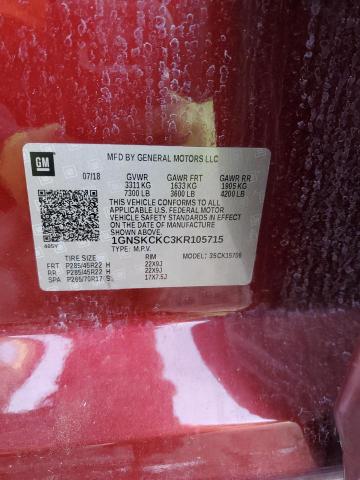 GM
MFD BY GENERAL MOTORS LLC
07/18 GVWR GAWR FRT GAWR RR
3311 KG 1633 KG 1905 KG
7300 LB 3600 LB 4200 LB
THIS VEHICLE CONFORMS TO ALL
APPLICABLE U.S. FEDERAL MOTOR
VEHICLE SAFETY STANDARDS IN EFFECT
ON THE DATE OF MANUFACTURE SHOWN ABOVE.
1GNSKCKC3KR105715
TYPE: M.P.V.
TIRE SIZE RIM MODEL:
FRT P285/45R22 H 22X9J
RR P285/45R22 H 22X9J
SPA P265/70R17 S 17X7.5J